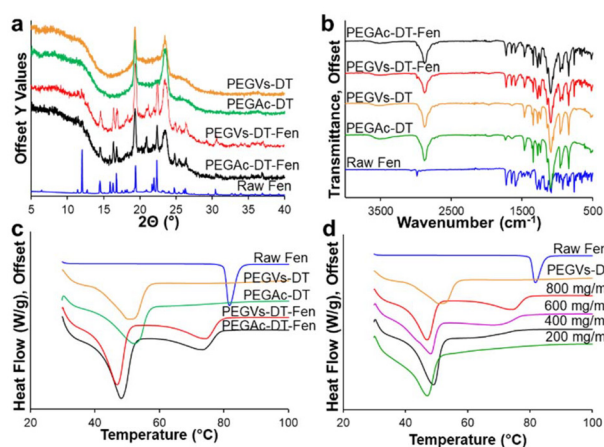 a
Offset Y Values
PEGVs-DT
PEGAc-DT
PEGVs-DT-Fen
PEGAc-DT-Fen
Raw Fen
5 10 15 20 25 30 35 40
2Θ (°)
b
Transmittance, Offset
PEGAc-DT-Fen
PEGVs-DT-Fen
PEGVs-DT
PEGAc-DT
Raw Fen
4500 3500 2500 1500 500
Wavenumber (cm-1)
c
Heat Flow (W/g), Offset
Raw Fen
PEGVs-DT
PEGAc-DT
PEGVs-DT-Fen
PEGAc-DT-Fen
20 40 60 80 100
Temperature (°C)
d
Heat Flow (W/g), Offset
Raw Fe
PEGVs-D
800 mg/m
600 mg/m
400 mg/m
200 mg/m
20 40 60 80 100
Temperature (°C)